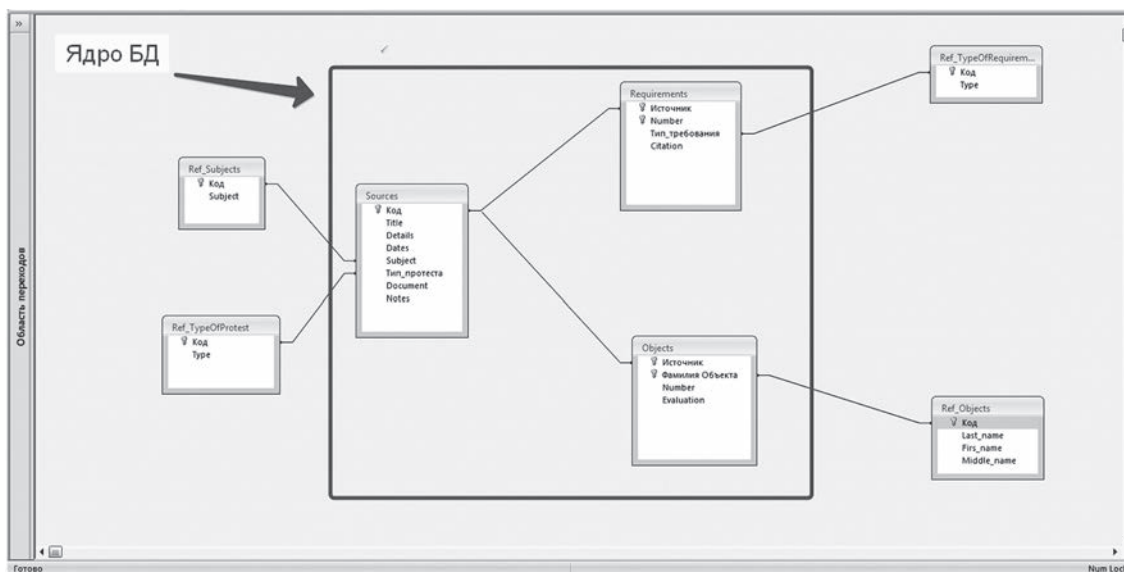 »
Ядро БД
Область переходов
Ref_Subjects
Код
Subject
Ref_TypeOfProtest
Код
Type
Sources
Код
Title
Details
Dates
Subject
Тип_протеста
Document
Notes
Requirements
Источник
Number
Тип_требования
Citation
Objects
Источник
Фамилия Объекта
Number
Evaluation
Ref_TypeOfRequirem...
Код
Type
Ref_Objects
Код
Last_name
Firs_name
Middle_name
Готово
Num Lock